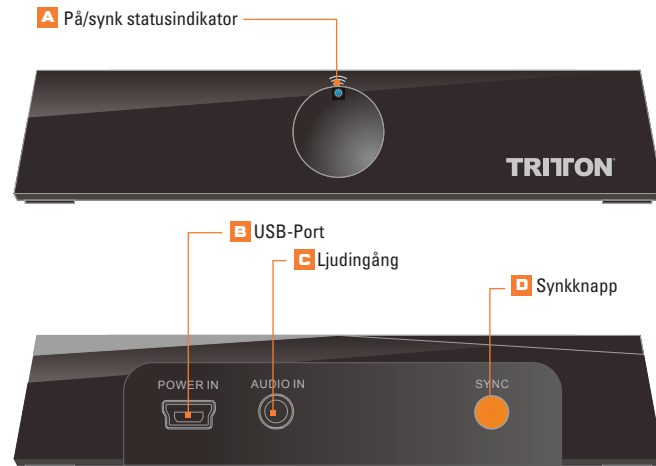 A På/synk statusindikator
TRITTON
B USB-Port
C Ljudingång
D Synkknapp
POWER IN AUDIO IN SYNC